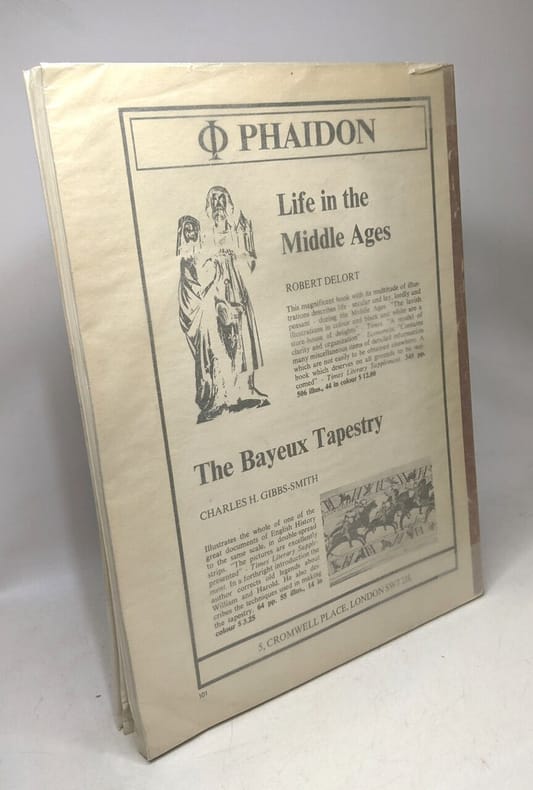 Φ PHAIDON
Life in the
Middle Ages
ROBERT DELORT
This magnificent book with its multitude of illus-
trations describes life - secular and lay, lordly and
peasant - during the Middle Ages "The lavish
illustrations in colour and black and white are a
store-house of delights" - Times "A model of
clarity and organization" - Economist "Contains
many miscellaneous items of detailed information
which are not easily to be obtained elsewhere. A
book which deserves on all grounds to be wel-
comed" - Times Literary Supplement 345 pp.
506 illus., 44 in colour $ 12.80
The Bayeux Tapestry
CHARLES H. GIBBS-SMITH
Illustrates the whole of one of the
great documents of English History
to the same scale, in double-spread
strips. "The pictures are excellently
presented" - Times Literary Supple-
ment. In a forthright introduction the
author corrects old legends about
William and Harold. He also des-
cribes the techniques used in making
the tapestry, 64 pp. 55 illus., 14 in
colour $ 3.25
5, CROMWELL PLACE, LONDON SW7 2JL
101